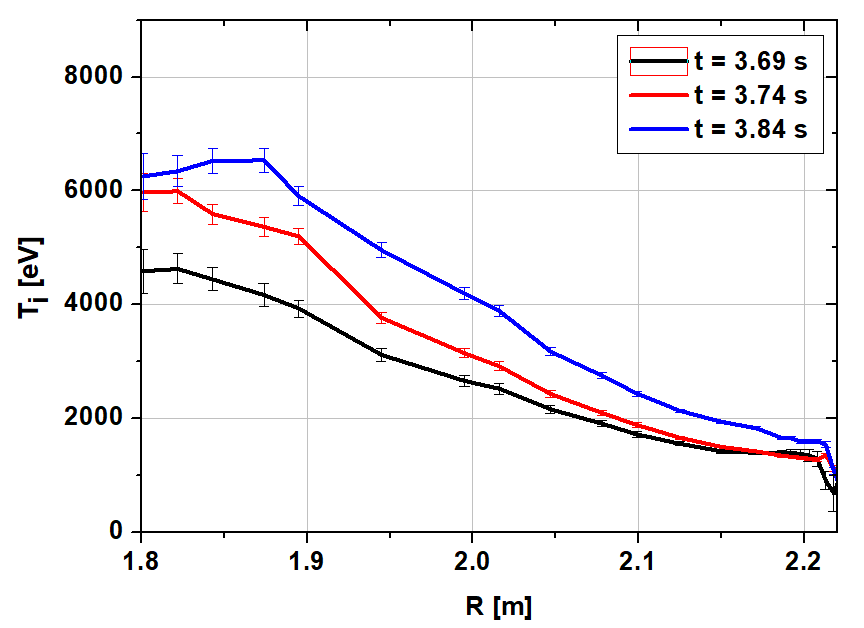 8000
6000
4000
2000
0
T_i [eV]
t = 3.69 s
t = 3.74 s
t = 3.84 s
1.8 1.9 2.0 2.1 2.2
R [m]